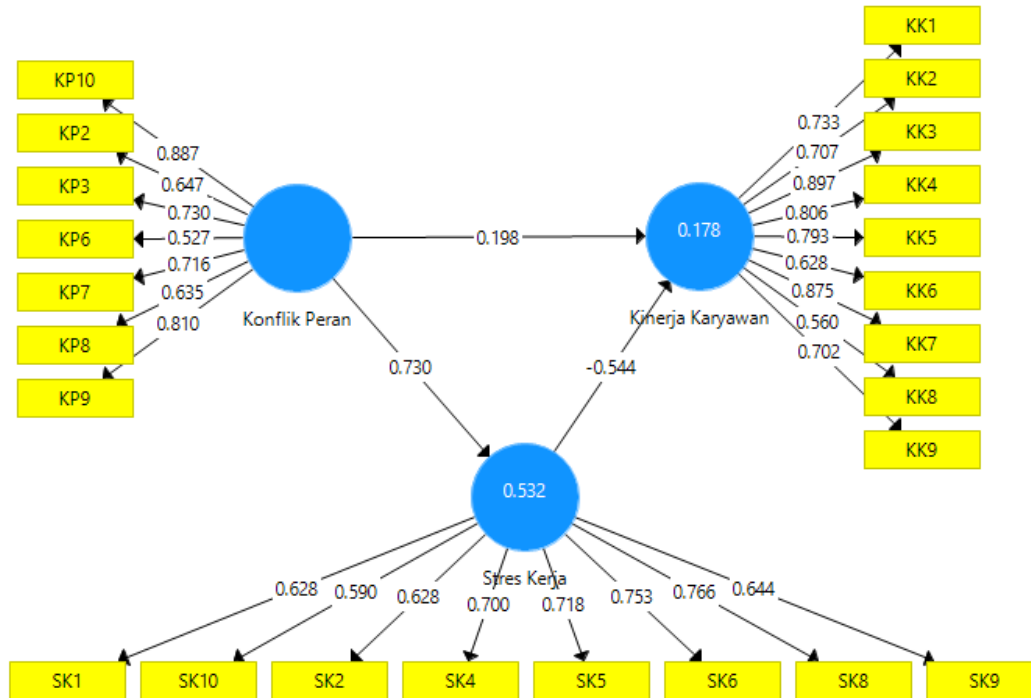 KP10
KP2
KP3
KP6
KP7
KP8
KP9
0.887
0.647
0.730
0.527
0.716
0.635
0.810
Konflik Peran
0.198
0.730
-0.544
0.178
Kinerja Karyawan
0.733
0.707
0.897
0.806
0.793
0.628
0.875
0.560
0.702
KK1
KK2
KK3
KK4
KK5
KK6
KK7
KK8
KK9
0.532
Stres Kerja
0.628
0.590
0.628
0.700
0.718
0.753
0.766
0.644
SK1
SK10
SK2
SK4
SK5
SK6
SK8
SK9